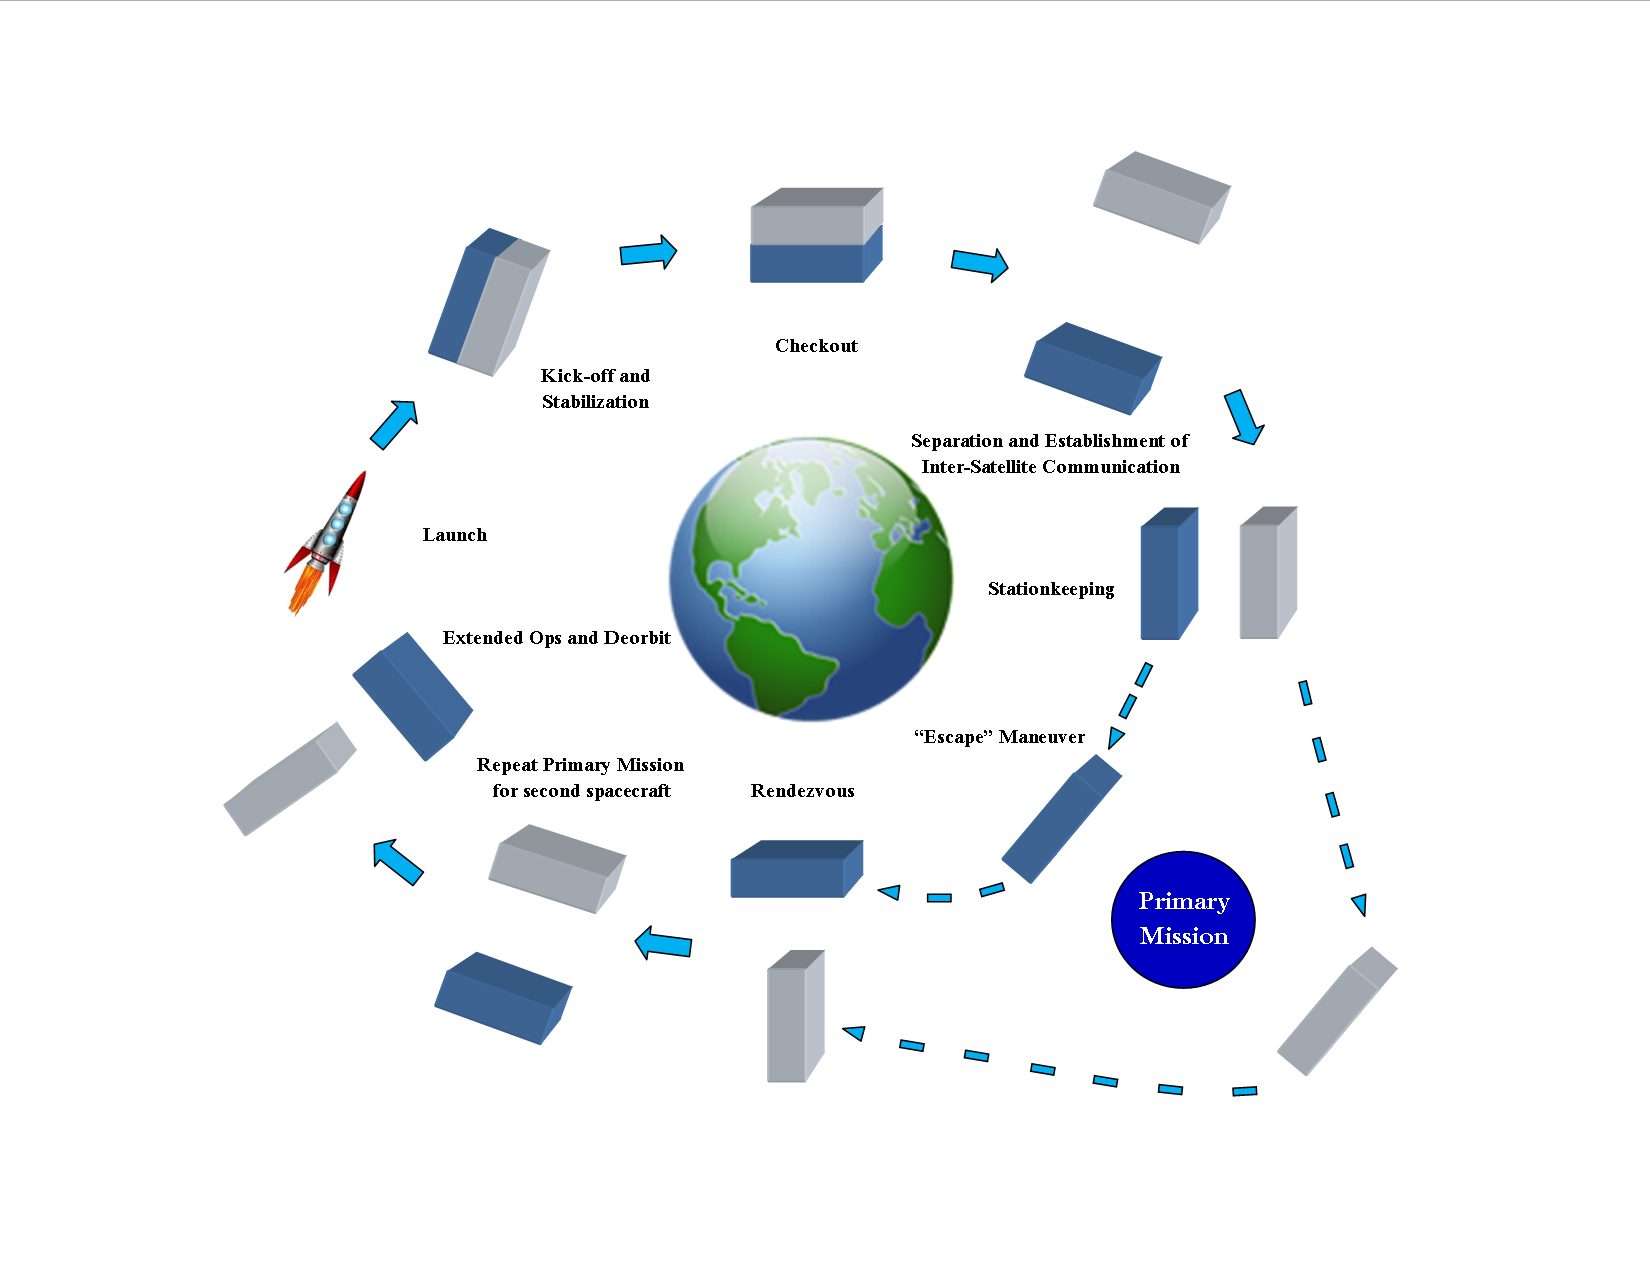 Checkout
Kick-off and
Stabilization
Separation and Establishment of
Inter-Satellite Communication
Launch
Stationkeeping
Extended Ops and Deorbit
“Escape” Maneuver
Repeat Primary Mission
for second spacecraft
Rendezvous
Primary
Mission